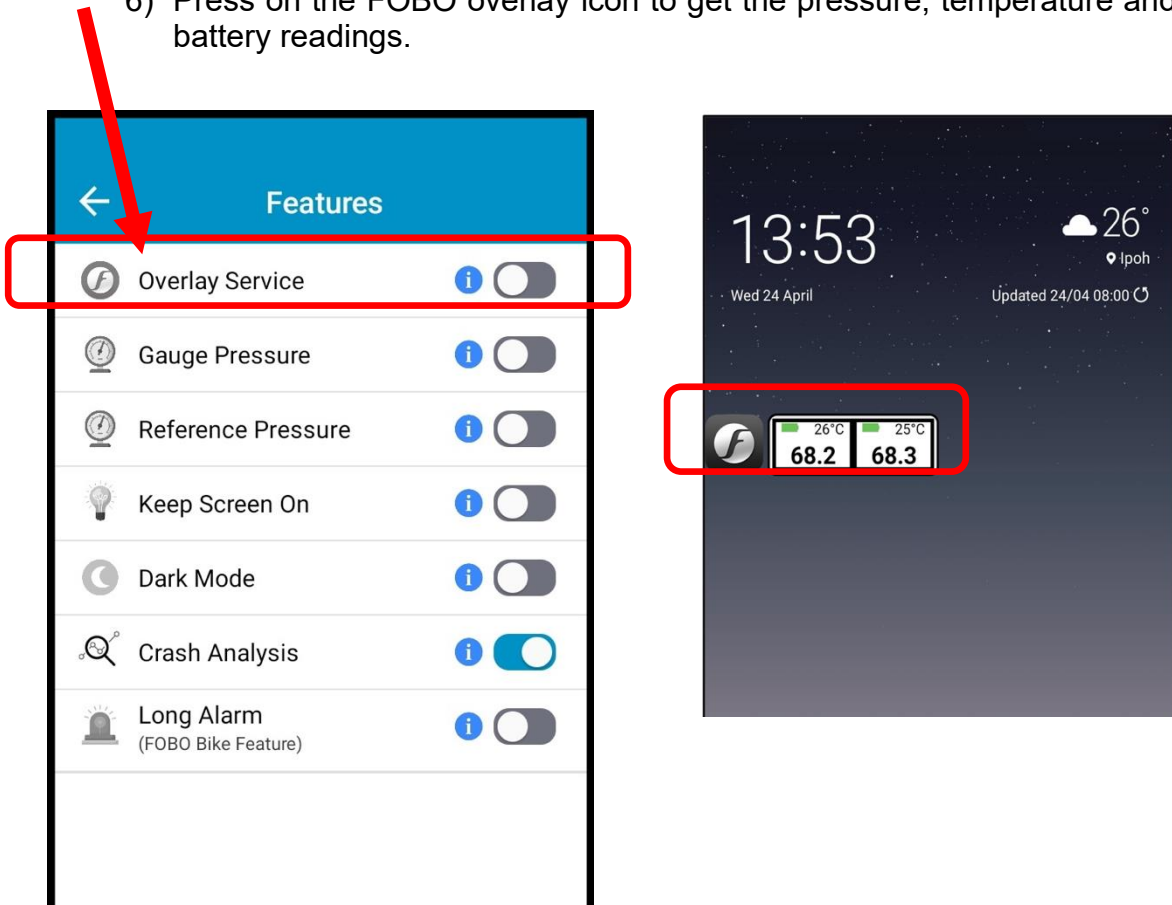 6) Press on the FOBO overlay icon to get the pressure, temperature and
battery readings.
Features
Overlay Service
Gauge Pressure
Reference Pressure
Keep Screen On
Dark Mode
Crash Analysis
Long Alarm
(FOBO Bike Feature)
13:53
26°
Ipoh
Wed 24 April
Updated 24/04 08:00
26°C
25°C
68.2
68.3